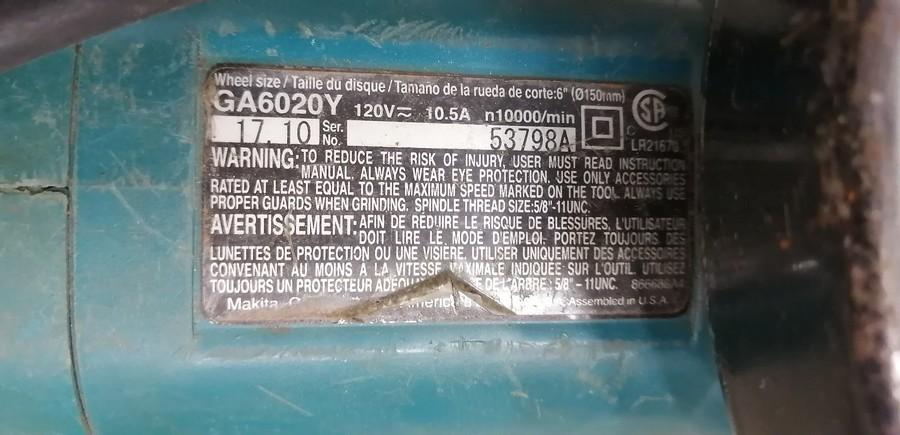 Wheel size / Taille du disque / Tamano de la rueda de corte:6" (Ø150mm)
GA6020Y 120V⎓ 10.5A n10000/min
17.10 Ser. No. 53798A
LR21679
WARNING: TO REDUCE THE RISK OF INJURY, USER MUST READ INSTRUCTION
MANUAL. ALWAYS WEAR EYE PROTECTION. USE ONLY ACCESSORIES
RATED AT LEAST EQUAL TO THE MAXIMUM SPEED MARKED ON THE TOOL. ALWAYS USE
PROPER GUARDS WHEN GRINDING. SPINDLE THREAD SIZE:5/8"-11UNC.
AVERTISSEMENT: AFIN DE RÉDUIRE LE RISQUE DE BLESSURES, L'UTILISATEUR
DOIT LIRE LE MODE D'EMPLOI. PORTEZ TOUJOURS DES
LUNETTES DE PROTECTION OU UNE VISIÈRE. UTILISER UNIQUEMENT DES ACCESSOIRES
CONVENANT AU MOINS À LA VITESSE MAXIMALE INDIQUÉE SUR L'OUTIL. UTILISEZ
TOUJOURS UN PROTECTEUR DE L'ARBRE: 5/8" - 11UNC.
Makita America Assembled in U.S.A.